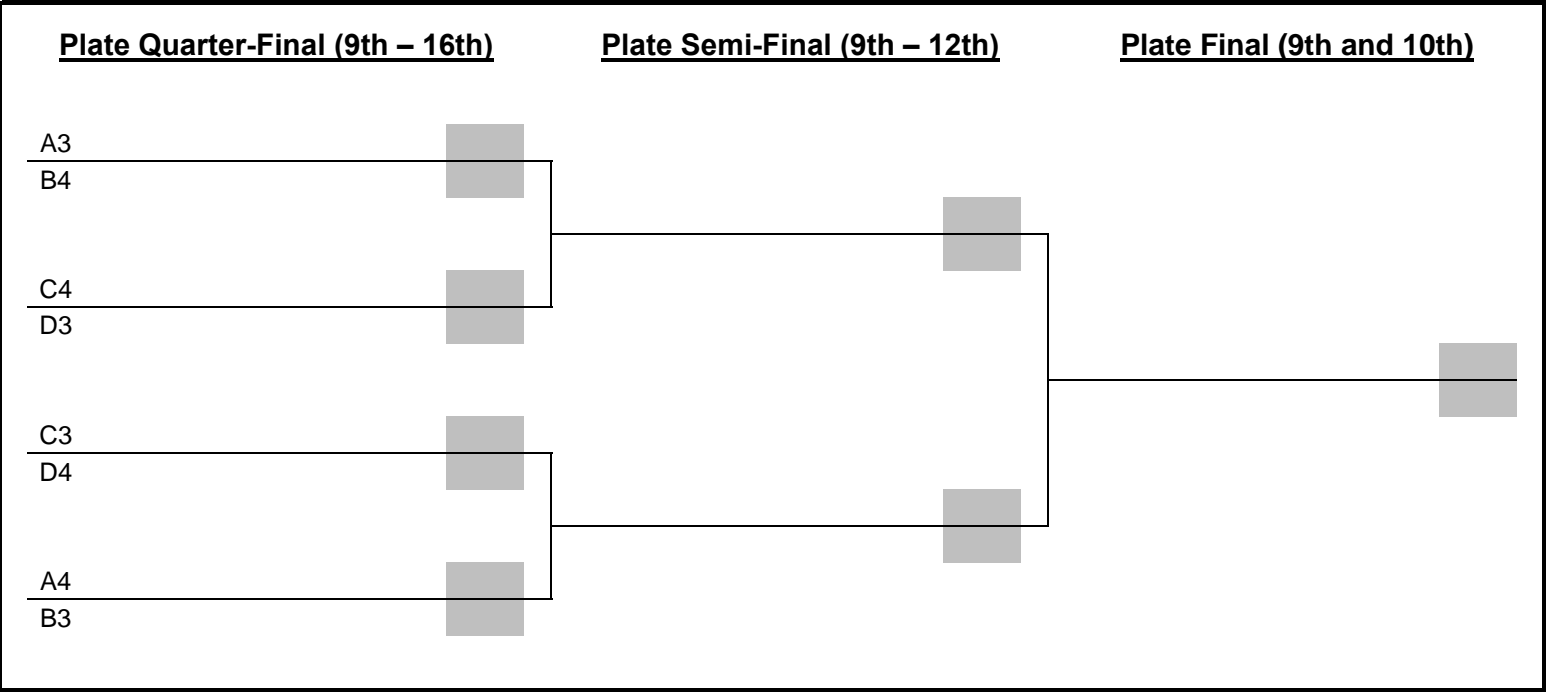 Plate Quarter-Final (9th – 16th)
Plate Semi-Final (9th – 12th)
Plate Final (9th and 10th)
A3
B4
C4
D3
C3
D4
A4
B3